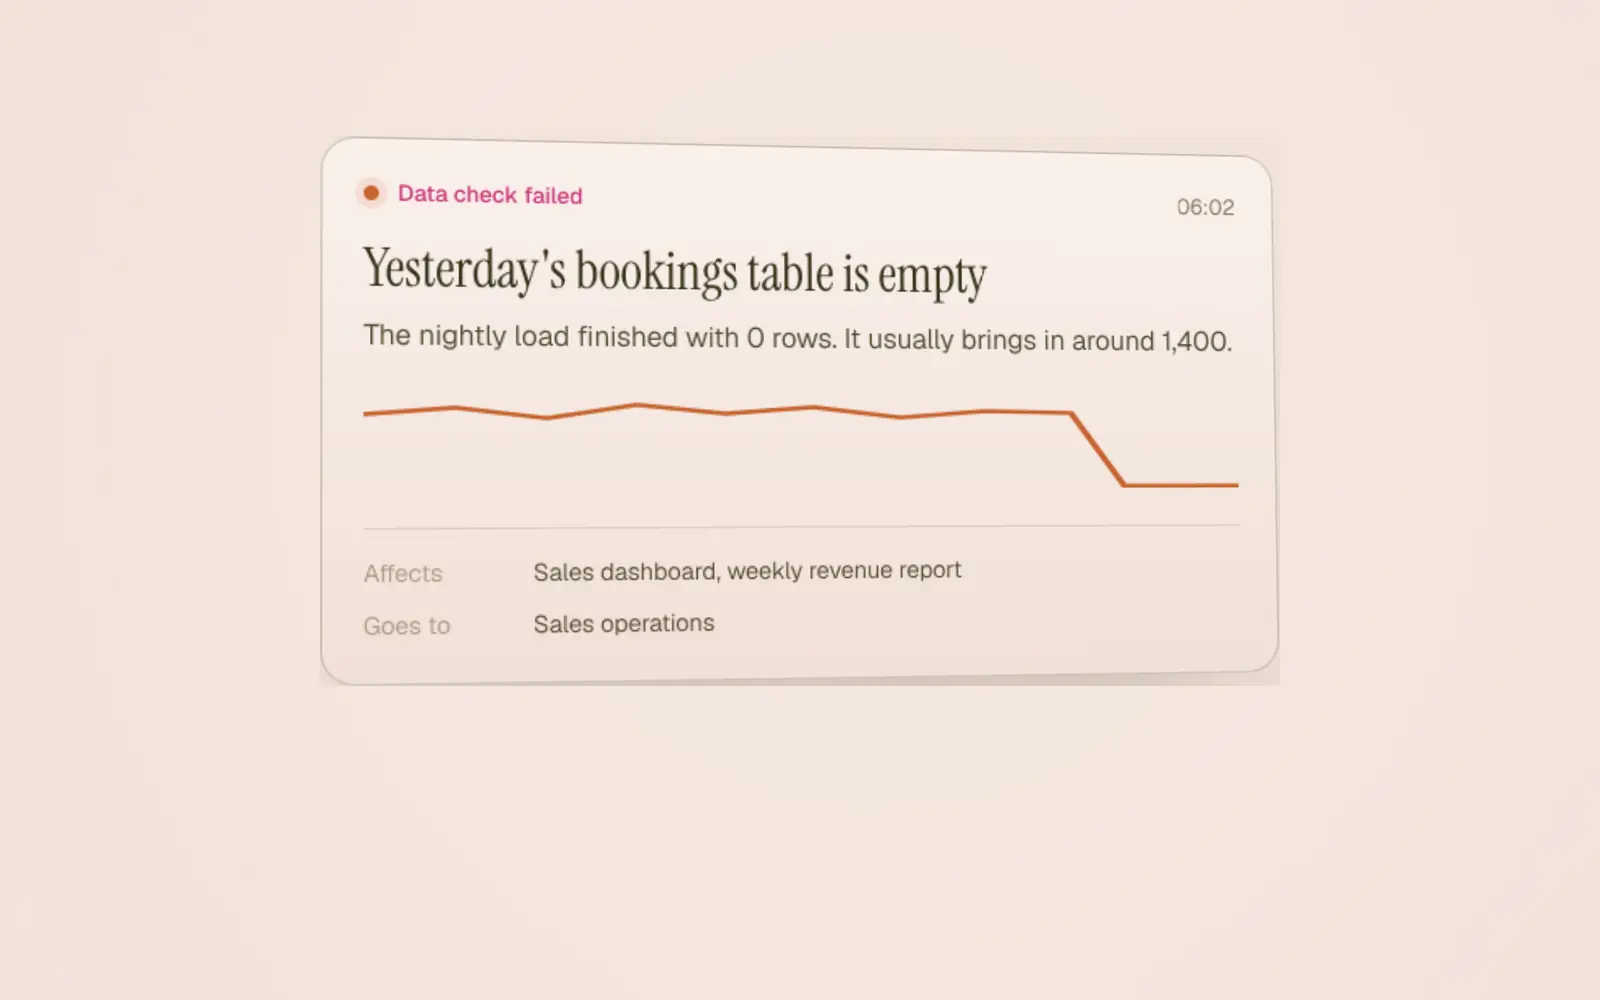 Data check failed
06:02
Yesterday's bookings table is empty
The nightly load finished with 0 rows. It usually brings in around 1,400.
Affects Sales dashboard, weekly revenue report
Goes to Sales operations